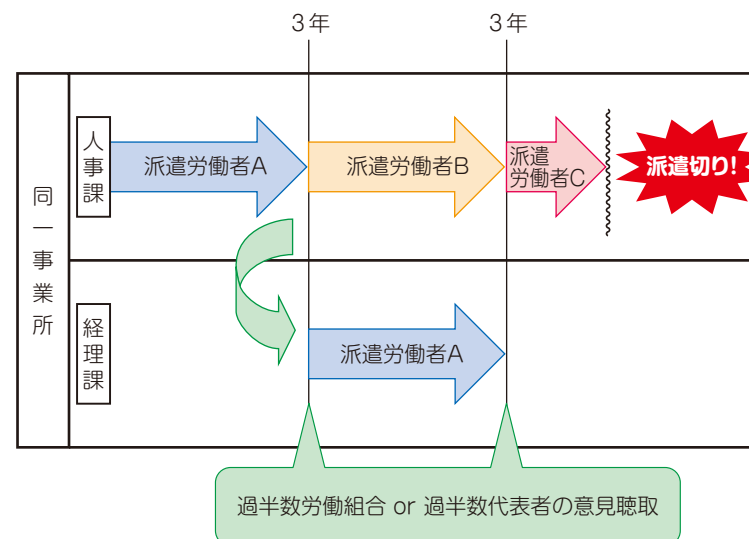 3年
3年
同一事業所
人事課
派遣労働者A
派遣労働者B
派遣
労働者C
派遣切り!
経理課
派遣労働者A
過半数労働組合 or 過半数代表者の意見聴取